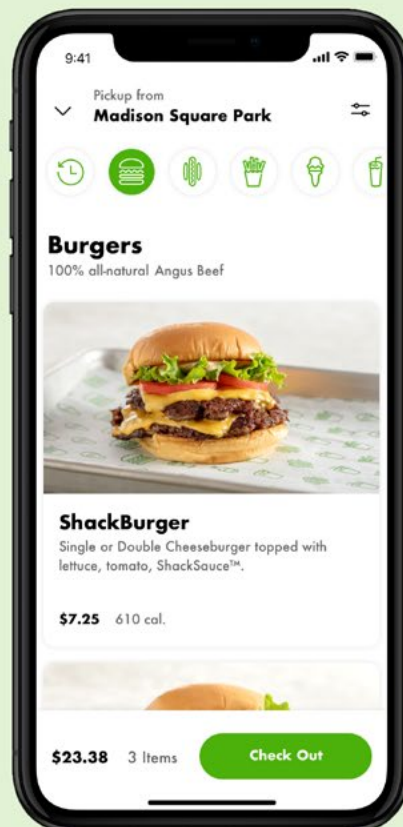 9:41
Pickup from
Madison Square Park
Burgers
100% all-natural Angus Beef
ShackBurger
Single or Double Cheeseburger topped with
lettuce, tomato, ShackSauce™.
$7.25 610 cal.
$23.38 3 Items Check Out